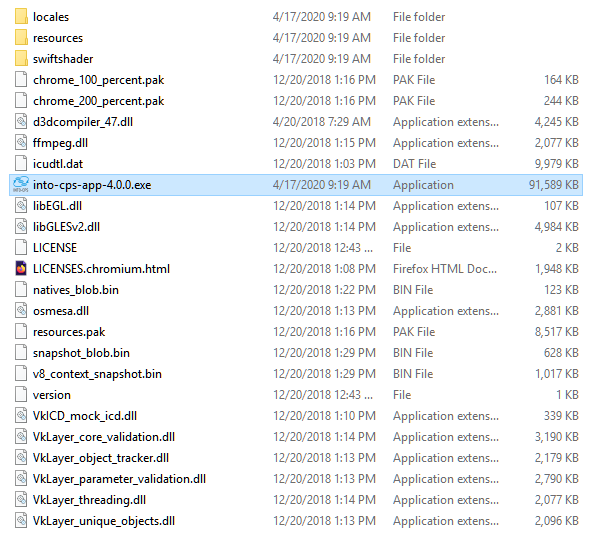 locales 4/17/2020 9:19 AM File folder
resources 4/17/2020 9:19 AM File folder
swiftshader 4/17/2020 9:19 AM File folder
chrome_100_percent.pak 12/20/2018 1:16 PM PAK File 164 KB
chrome_200_percent.pak 12/20/2018 1:16 PM PAK File 244 KB
d3dcompiler_47.dll 4/20/2018 7:29 AM Application extens... 4,245 KB
ffmpeg.dll 12/20/2018 1:15 PM Application extens... 2,077 KB
icudtl.dat 12/20/2018 1:03 PM DAT File 9,979 KB
into-cps-app-4.0.0.exe 4/17/2020 9:19 AM Application 91,589 KB
libEGL.dll 12/20/2018 1:14 PM Application extens... 107 KB
libGLESv2.dll 12/20/2018 1:14 PM Application extens... 4,984 KB
LICENSE 12/20/2018 12:43 ... File 2 KB
LICENSES.chromium.html 12/20/2018 1:08 PM Firefox HTML Doc... 1,948 KB
natives_blob.bin 12/20/2018 1:22 PM BIN File 123 KB
osmesa.dll 12/20/2018 1:13 PM Application extens... 2,881 KB
resources.pak 12/20/2018 1:16 PM PAK File 8,517 KB
snapshot_blob.bin 12/20/2018 1:29 PM BIN File 628 KB
v8_context_snapshot.bin 12/20/2018 1:29 PM BIN File 1,017 KB
version 12/20/2018 12:43 ... File 1 KB
VkICD_mock_icd.dll 12/20/2018 1:10 PM Application extens... 339 KB
VkLayer_core_validation.dll 12/20/2018 1:14 PM Application extens... 3,190 KB
VkLayer_object_tracker.dll 12/20/2018 1:13 PM Application extens... 2,179 KB
VkLayer_parameter_validation.dll 12/20/2018 1:13 PM Application extens... 2,790 KB
VkLayer_threading.dll 12/20/2018 1:14 PM Application extens... 2,077 KB
VkLayer_unique_objects.dll 12/20/2018 1:13 PM Application extens... 2,096 KB